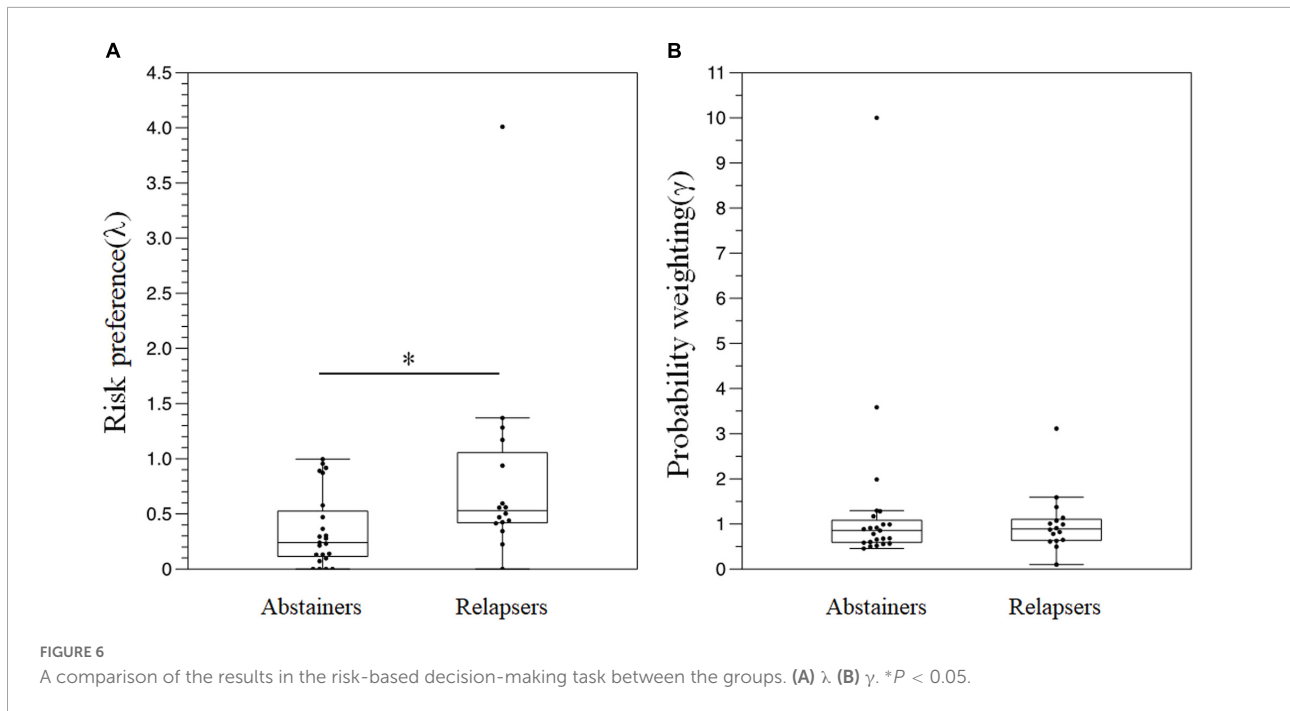 A
B
4.5
4.0
3.5
3.0
2.5
2.0
1.5
1.0
0.5
0
Risk preference(λ)
*
Abstainers Relapsers
11
10
9
8
7
6
5
4
3
2
1
0
Probability weighting(γ)
Abstainers Relapsers
FIGURE 6
A comparison of the results in the risk-based decision-making task between the groups. (A) λ (B) γ. *P < 0.05.